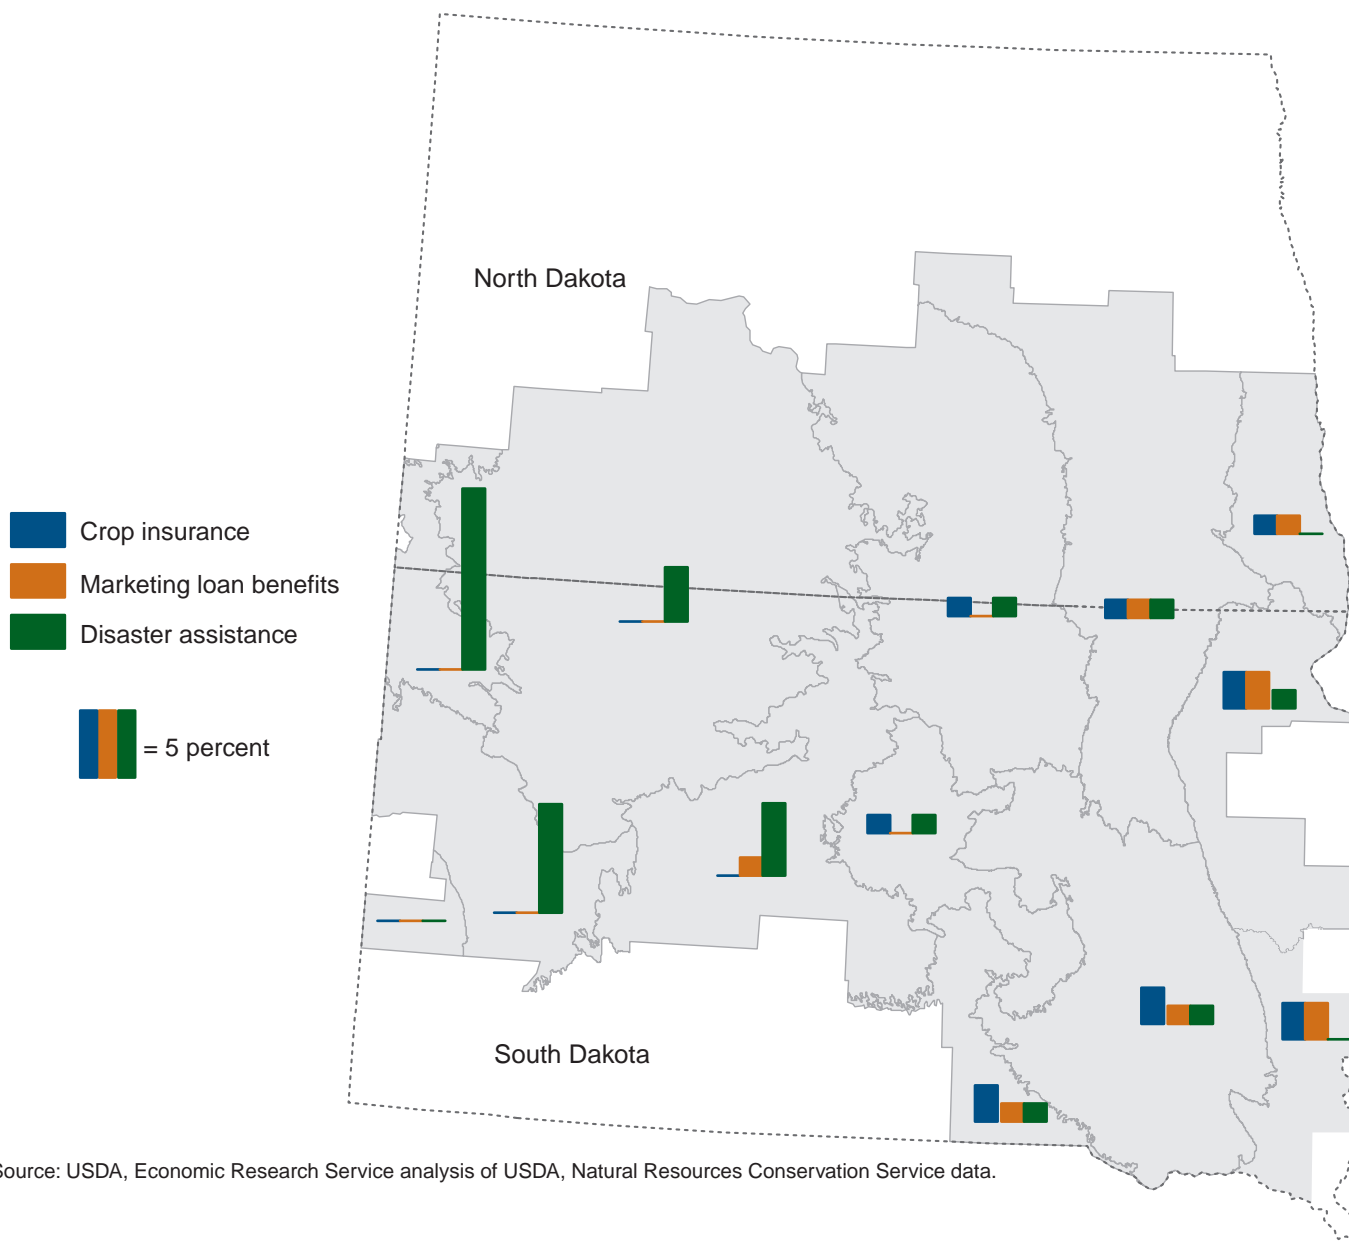 North Dakota
Crop insurance
Marketing loan benefits
Disaster assistance
= 5 percent
South Dakota
Source: USDA, Economic Research Service analysis of USDA, Natural Resources Conservation Service data.